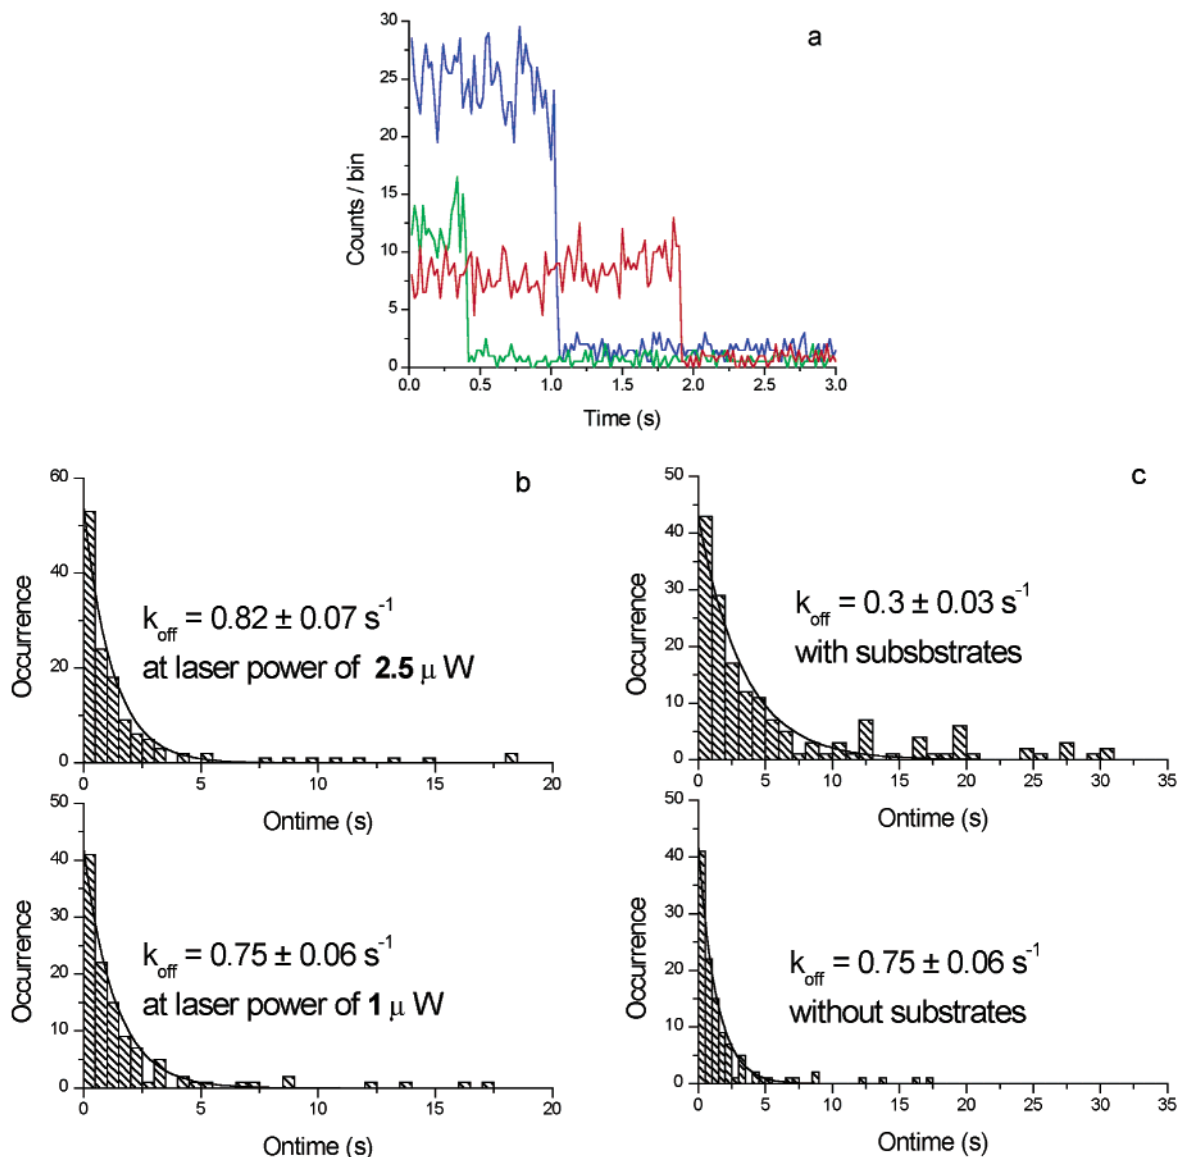 a
30
25
20
15
10
5
0
Counts / bin
0.0 0.5 1.0 1.5 2.0 2.5 3.0
Time (s)
b
60
40
20
0
Occurrence
k_off = 0.82 ± 0.07 s^-1
at laser power of 2.5 μ W
0 5 10 15 20
Ontime (s)
50
40
30
20
10
0
Occurrence
k_off = 0.75 ± 0.06 s^-1
at laser power of 1 μ W
0 5 10 15 20
Ontime (s)
c
50
40
30
20
10
0
Occurrence
k_off = 0.3 ± 0.03 s^-1
with subsbstrates
0 5 10 15 20 25 30 35
Ontime (s)
50
40
30
20
10
0
Occurrence
k_off = 0.75 ± 0.06 s^-1
without substrates
0 5 10 15 20 25 30 35
Ontime (s)